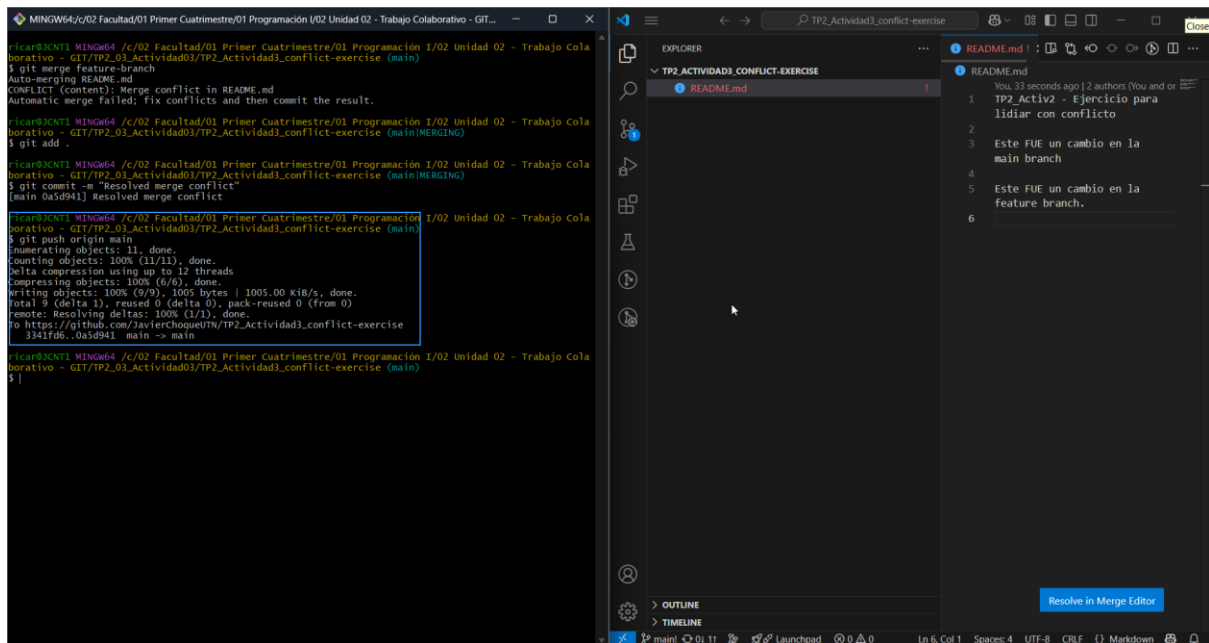 MINGW64:/c/02 Facultad/01 Primer Cuatrimestre/01 Programación I/02 Unidad 02 - Trabajo Colaborativo - GIT...
ricar@JCNT1 MINGW64 /c/02 Facultad/01 Primer Cuatrimestre/01 Programación I/02 Unidad 02 - Trabajo Cola
borativo - GIT/TP2_03_Actividad03/TP2_Actividad3_conflict-exercise (main)
$ git merge feature-branch
Auto-merging README.md
CONFLICT (content): Merge conflict in README.md
Automatic merge failed; fix conflicts and then commit the result.
ricar@JCNT1 MINGW64 /c/02 Facultad/01 Primer Cuatrimestre/01 Programación I/02 Unidad 02 - Trabajo Cola
borativo - GIT/TP2_03_Actividad03/TP2_Actividad3_conflict-exercise (main|MERGING)
$ git add .
ricar@JCNT1 MINGW64 /c/02 Facultad/01 Primer Cuatrimestre/01 Programación I/02 Unidad 02 - Trabajo Cola
borativo - GIT/TP2_03_Actividad03/TP2_Actividad3_conflict-exercise (main|MERGING)
$ git commit -m "Resolved merge conflict"
[main 0a5d941] Resolved merge conflict
ricar@JCNT1 MINGW64 /c/02 Facultad/01 Primer Cuatrimestre/01 Programación I/02 Unidad 02 - Trabajo Cola
borativo - GIT/TP2_03_Actividad03/TP2_Actividad3_conflict-exercise (main)
$ git push origin main
Enumerating objects: 11, done.
Counting objects: 100% (11/11), done.
Delta compression using up to 12 threads
Compressing objects: 100% (6/6), done.
Writing objects: 100% (9/9), 1005 bytes | 1005.00 KiB/s, done.
Total 9 (delta 1), reused 0 (delta 0), pack-reused 0 (from 0)
remote: Resolving deltas: 100% (1/1), done.
To https://github.com/JavierChoqueUTN/TP2_Actividad3_conflict-exercise
3341fd6..0a5d941 main -> main
ricar@JCNT1 MINGW64 /c/02 Facultad/01 Primer Cuatrimestre/01 Programación I/02 Unidad 02 - Trabajo Cola
borativo - GIT/TP2_03_Actividad03/TP2_Actividad3_conflict-exercise (main)
$
TP2_Actividad3_conflict-exercise
Close
EXPLORER
TP2_ACTIVIDAD3_CONFLICT-EXERCISE
README.md !
1
README.md !
README.md
You, 33 seconds ago | 2 authors (You and
1 TP2_Activ2 - Ejercicio para
lidiar con conflicto
2
3 Este FUE un cambio en la
main branch
4
5 Este FUE un cambio en la
feature branch.
6
Resolve in Merge Editor
OUTLINE
TIMELINE
main! 0↓ 1↑ Launchpad 0 0 Ln 6, Col 1 Spaces: 4 UTF-8 CRLF {} Markdown